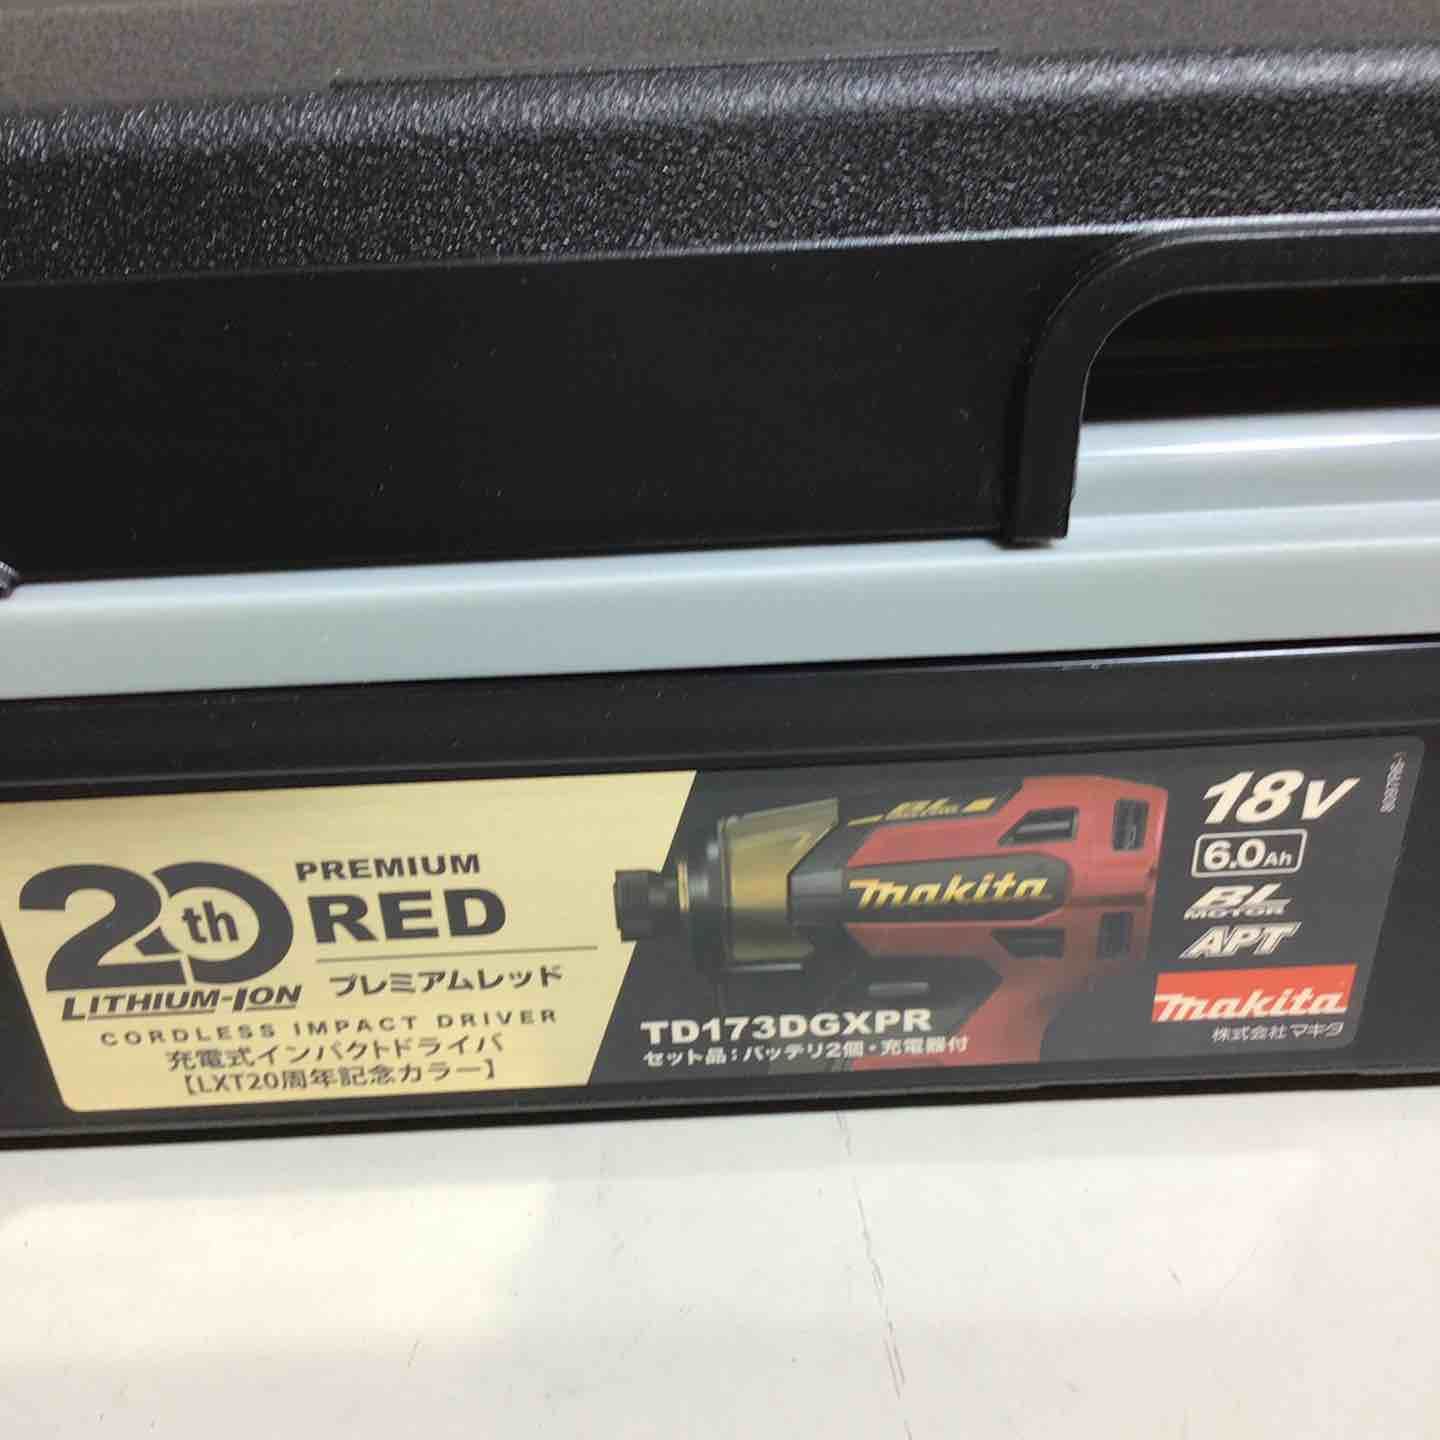 20th
LITHIUM-ION
PREMIUM
RED
プレミアムレッド
CORDLESS IMPACT DRIVER
充電式インパクトドライバ
【LXT20周年記念カラー】
BL
makita
TD173DGXPR
セット品:バッテリ2個・充電器付
18V
6.0Ah
BL
MOTOR
APT
makita
株式会社マキタ